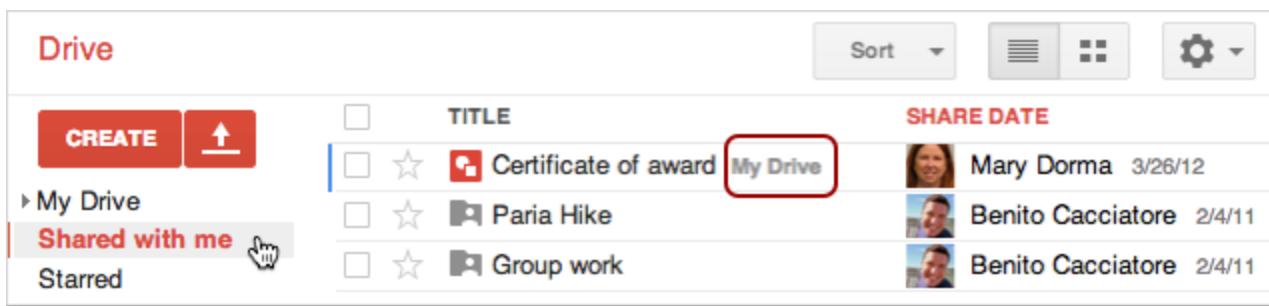 Drive
Sort
CREATE
TITLE
SHARE DATE
Certificate of award My Drive Mary Dorma 3/26/12
My Drive
Paria Hike Benito Cacciatore 2/4/11
Shared with me
Group work Benito Cacciatore 2/4/11
Starred